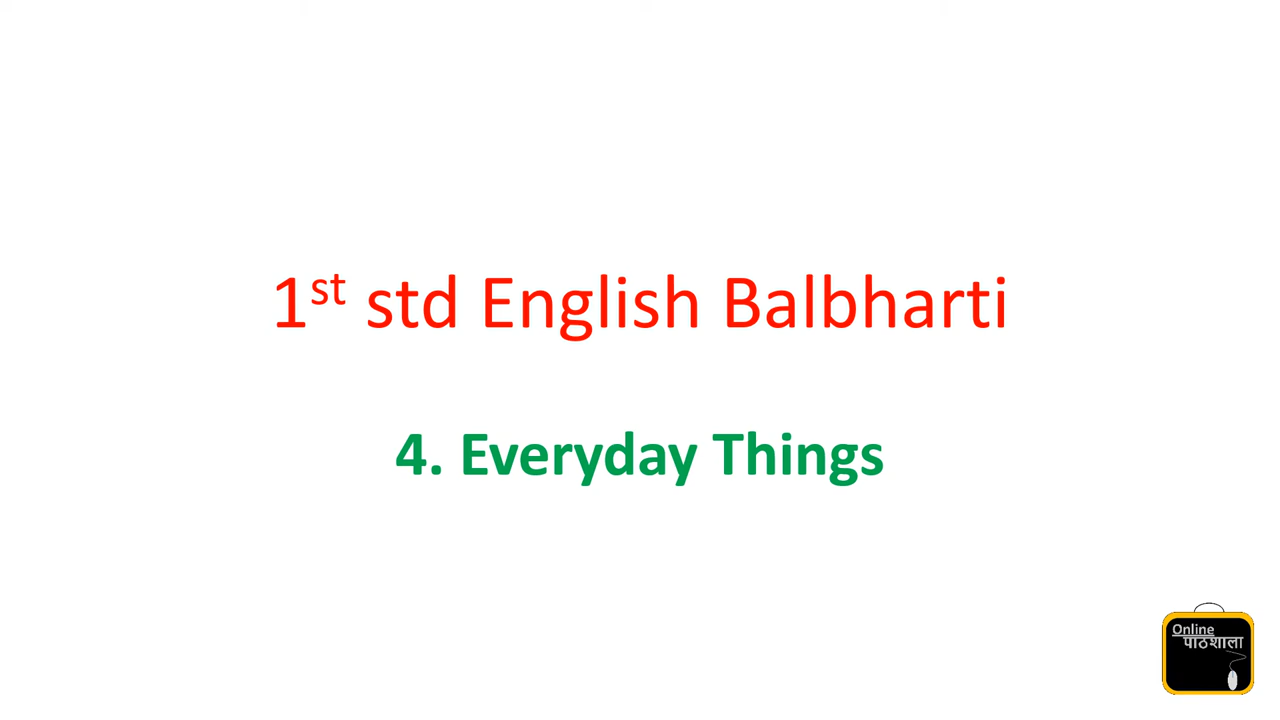 1st std English Balbharti
4. Everyday Things
Online
पाठशाला